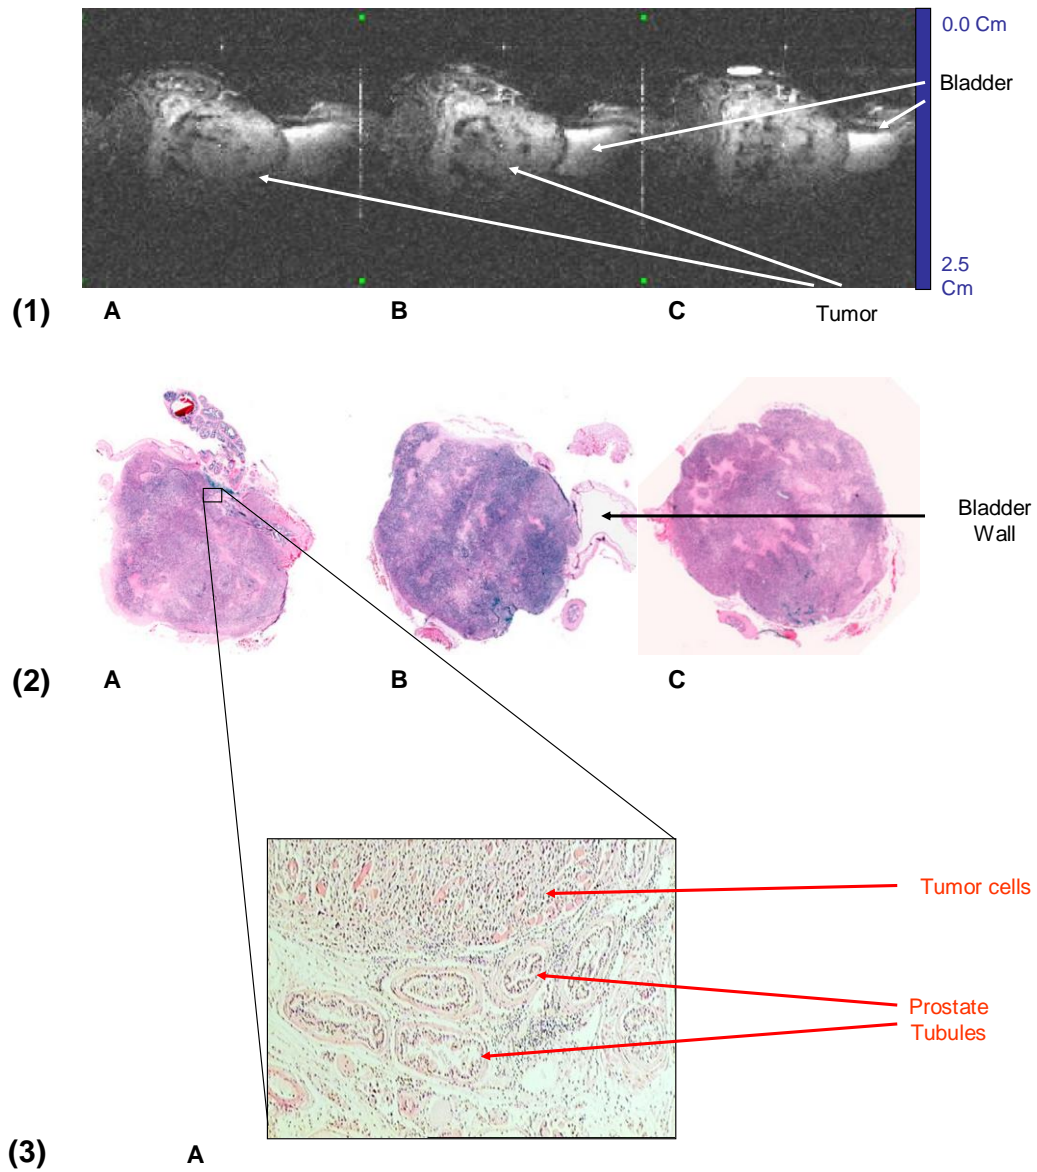 0.0 Cm
Bladder
2.5
Cm
(1)
A
B
C
Tumor
Bladder
Wall
(2)
A
B
C
Tumor cells
Prostate
Tubules
(3)
A